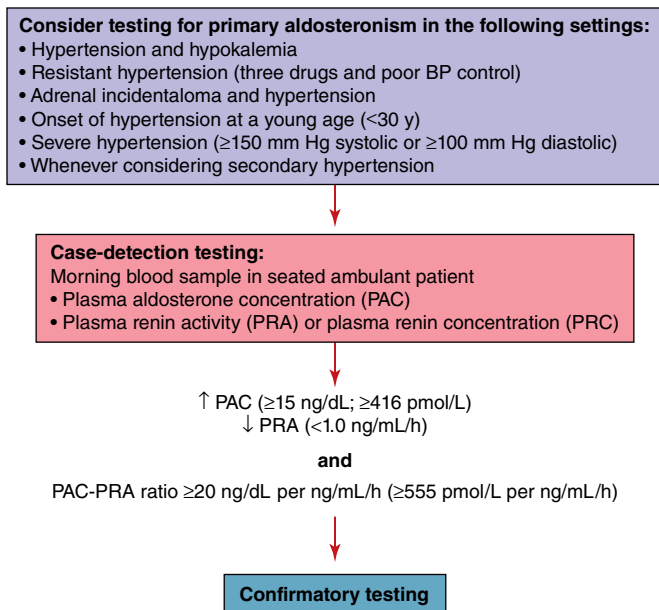 Consider testing for primary aldosteronism in the following settings:
• Hypertension and hypokalemia
• Resistant hypertension (three drugs and poor BP control)
• Adrenal incidentaloma and hypertension
• Onset of hypertension at a young age (<30 y)
• Severe hypertension (≥150 mm Hg systolic or ≥100 mm Hg diastolic)
• Whenever considering secondary hypertension
Case-detection testing:
Morning blood sample in seated ambulant patient
• Plasma aldosterone concentration (PAC)
• Plasma renin activity (PRA) or plasma renin concentration (PRC)
↑ PAC (≥15 ng/dL; ≥416 pmol/L)
↓ PRA (<1.0 ng/mL/h)
and
PAC-PRA ratio ≥20 ng/dL per ng/mL/h (≥555 pmol/L per ng/mL/h)
Confirmatory testing